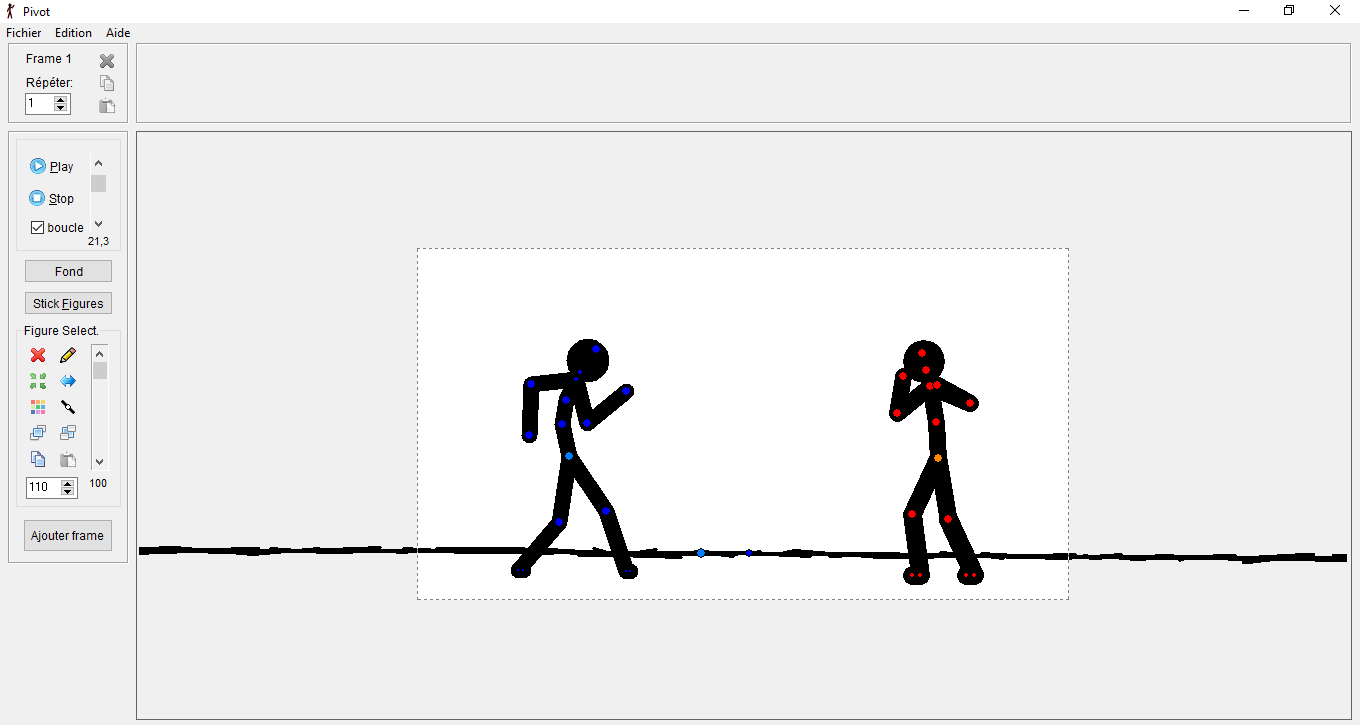 Pivot
Fichier Edition Aide
Frame 1
Répéter:
1
Play
Stop
boucle
21,3
Fond
Stick Figures
Figure Select.
110
100
Ajouter frame